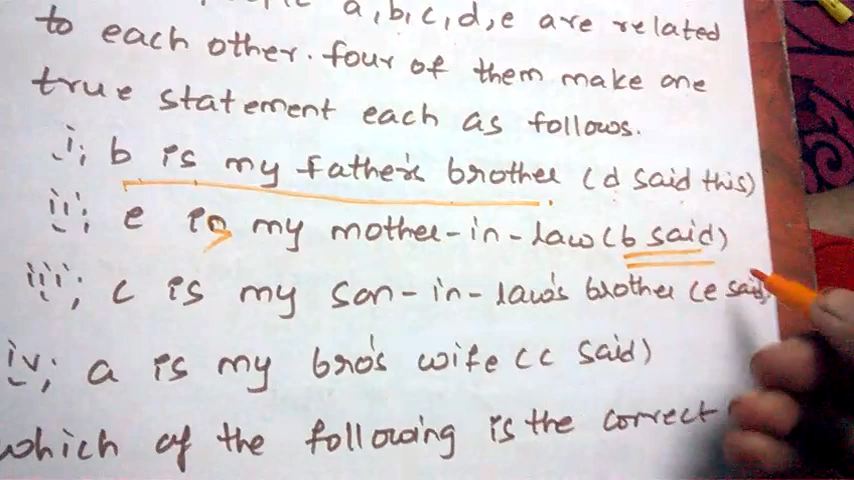 a, b, c, d, e are related
to each other. four of them make one
true statement each as follows.
i; b is my father's brother (d said this)
ii; e is my mother-in-law (b said)
iii; c is my son-in-law's brother (e said
iv; a is my bro's wife (c said)
which of the following is the correct